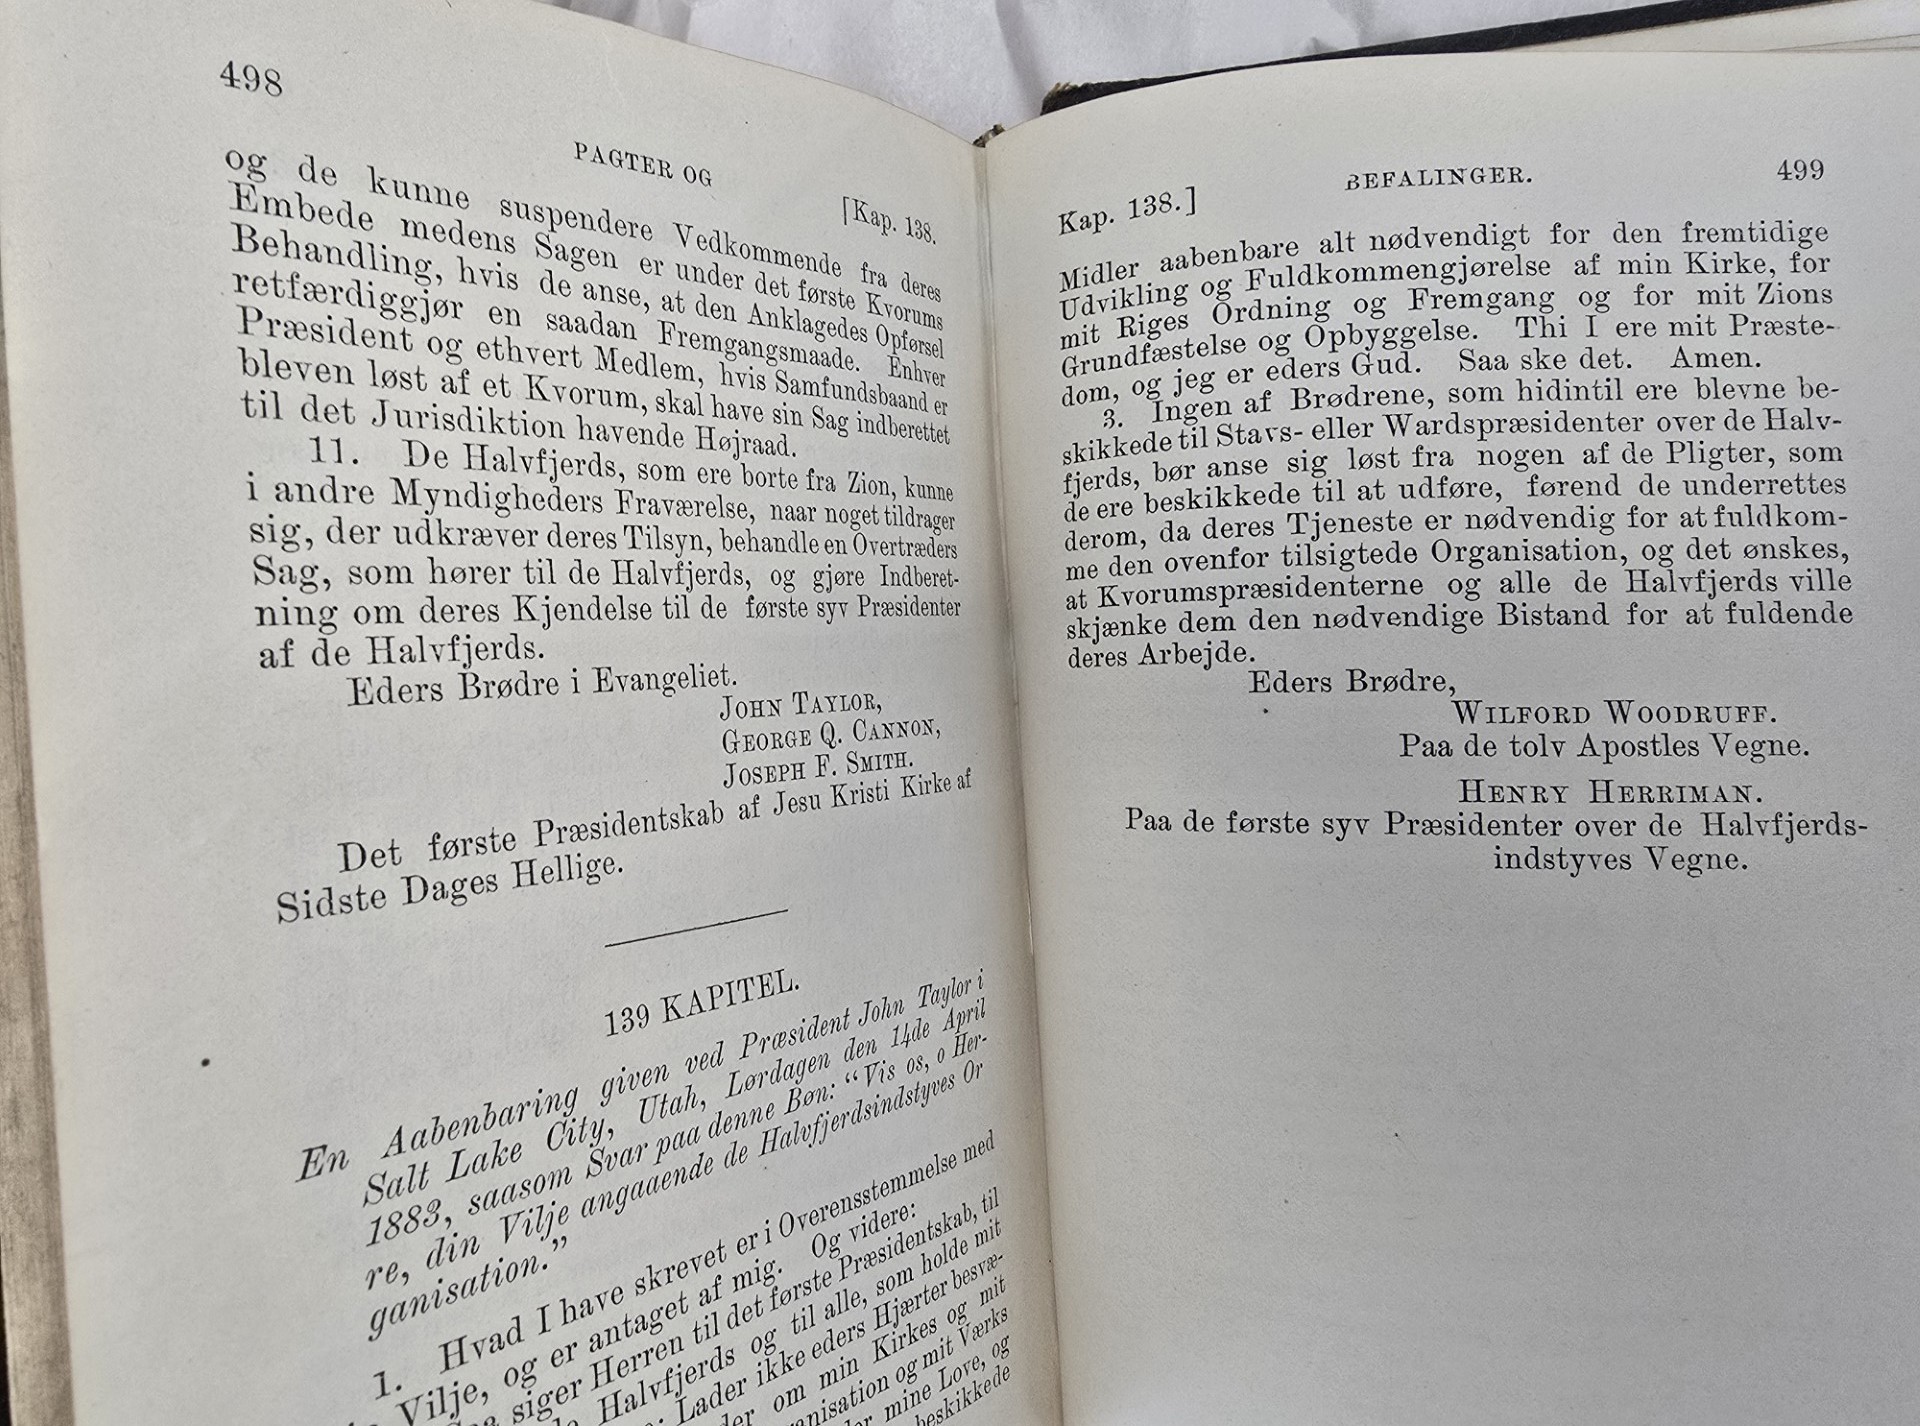 498
PAGTER OG
[Kap. 138.
og de kunne suspendere Vedkommende fra deres
Embede medens Sagen er under det første Kvorums
Behandling, hvis de anse, at den Anklagedes Opførsel
retfærdiggjør en saadan Fremgangsmaade. Enhver
Præsident og ethvert Medlem, hvis Samfundsbaand er
bleven løst af et Kvorum, skal have sin Sag indberettet
til det Jurisdiktion havende Højraad.
11. De Halvfjerds, som ere borte fra Zion, kunne
i andre Myndigheders Fraværelse, naar noget tildrager
sig, der udkræver deres Tilsyn, behandle en Overtræders
Sag, som hører til de Halvfjerds, og gjøre Indberet-
ning om deres Kjendelse til de første syv Præsidenter
af de Halvfjerds.
Eders Brødre i Evangeliet.
JOHN TAYLOR,
GEORGE Q. CANNON,
JOSEPH F. SMITH.
Det første Præsidentskab af Jesu Kristi Kirke af
Sidste Dages Hellige.
139 KAPITEL.
En Aabenbaring given ved Præsident John Taylor i
Salt Lake City, Utah, Lørdagen den 14de April
1883, saasom Svar paa denne Bøn: “Vis os, o Her-
re, din Vilje angaaende de Halvfjerdsindstyves Or
ganisation.”
1. Hvad I have skrevet er i Overensstemmelse med
Vilje, og er antaget af mig. Og videre:
siger Herren til det første Præsidentskab, til
Halvfjerds og til alle, som holde mit
Lader ikke eders Hjærter besvæ-
om min Kirkes og mit
og mit Værks
mine Love, og
beskikkede
BEFALINGER.
499
Kap. 138.]
Midler aabenbare alt nødvendigt for den fremtidige
Udvikling og Fuldkommengjørelse af min Kirke, for
mit Riges Ordning og Fremgang og for mit Zions
Grundfæstelse og Opbyggelse. Thi I ere mit Præste-
dom, og jeg er eders Gud. Saa ske det. Amen.
3. Ingen af Brødrene, som hidintil ere blevne be-
skikkede til Stavs- eller Wardspræsidenter over de Halv-
fjerds, bør anse sig løst fra nogen af de Pligter, som
de ere beskikkede til at udføre, førend de underrettes
derom, da deres Tjeneste er nødvendig for at fuldkom-
me den ovenfor tilsigtede Organisation, og det ønskes,
at Kvorumspræsidenterne og alle de Halvfjerds ville
skjænke dem den nødvendige Bistand for at fuldende
deres Arbejde.
Eders Brødre,
WILFORD WOODRUFF.
Paa de tolv Apostles Vegne.
HENRY HERRIMAN.
Paa de første syv Præsidenter over de Halvfjerds-
indstyves Vegne.